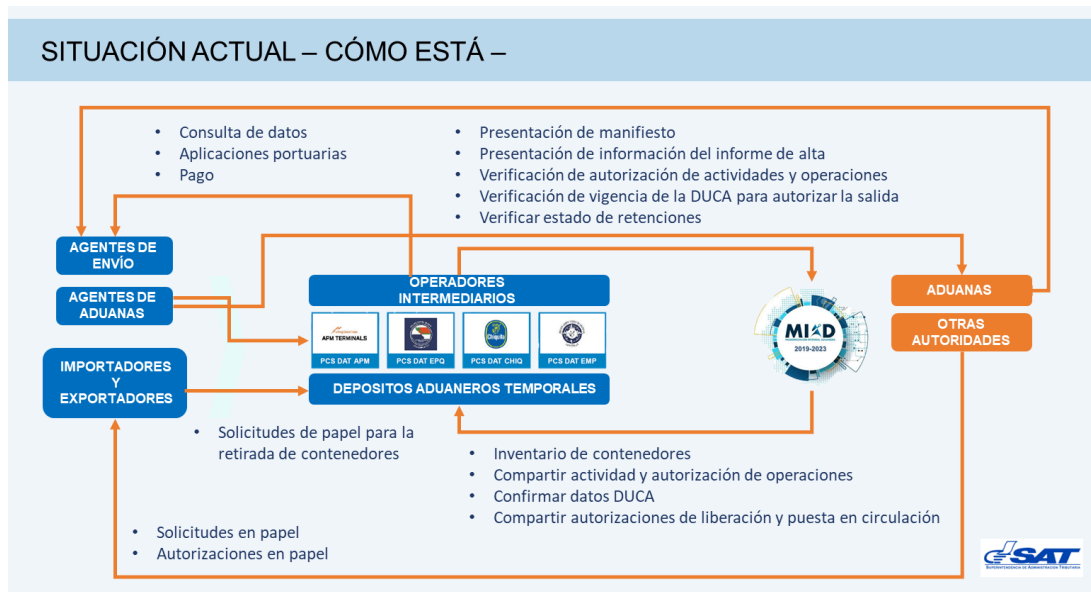 SITUACIÓN ACTUAL – CÓMO ESTÁ –
• Consulta de datos
• Aplicaciones portuarias
• Pago
• Presentación de manifiesto
• Presentación de información del informe de alta
• Verificación de autorización de actividades y operaciones
• Verificación de vigencia de la DUCA para autorizar la salida
• Verificar estado de retenciones
AGENTES DE
ENVÍO
AGENTES DE
ADUANAS
IMPORTADORES
Y
EXPORTADORES
OPERADORES
INTERMEDIARIOS
APM TERMINALS
Chiquita
PCS DAT APM
PCS DAT EPQ
PCS DAT CHIQ
PCS DAT EMP
DEPOSITOS ADUANEROS TEMPORALES
MIAD
2019-2023
ADUANAS
OTRAS
AUTORIDADES
• Solicitudes de papel para la
retirada de contenedores
• Inventario de contenedores
• Compartir actividad y autorización de operaciones
• Confirmar datos DUCA
• Compartir autorizaciones de liberación y puesta en circulación
• Solicitudes en papel
• Autorizaciones en papel
SAT
SUPERINTENDENCIA DE ADMINISTRACIÓN TRIBUTARIA